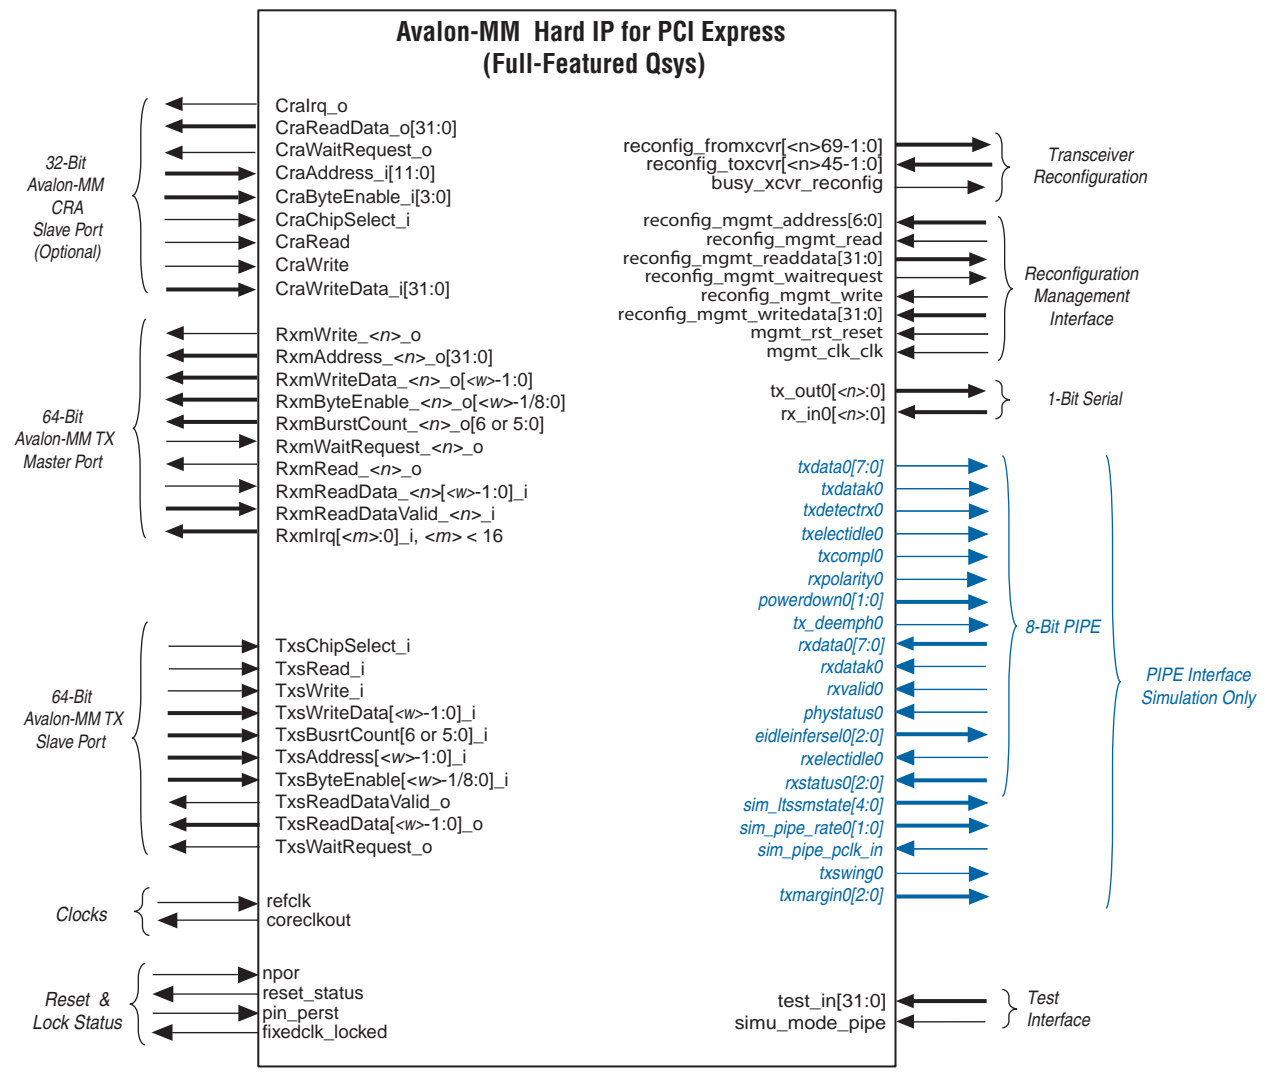 Avalon-MM Hard IP for PCI Express
(Full-Featured Qsys)
32-Bit
Avalon-MM
CRA
Slave Port
(Optional)
CraIrq_o
CraReadData_o[31:0]
CraWaitRequest_o
CraAddress_i[11:0]
CraByteEnable_i[3:0]
CraChipSelect_i
CraRead
CraWrite
CraWriteData_i[31:0]
64-Bit
Avalon-MM TX
Master Port
RxmWrite_<n>_o
RxmAddress_<n>_o[31:0]
RxmWriteData_<n>_o[<w>-1:0]
RxmByteEnable_<n>_o[<w>-1/8:0]
RxmBurstCount_<n>_o[6 or 5:0]
RxmWaitRequest_<n>_o
RxmRead_<n>_o
RxmReadData_<n>[<w>-1:0]_i
RxmReadDataValid_<n>_i
RxmIrq[<m>:0]_i, <m> < 16
64-Bit
Avalon-MM TX
Slave Port
TxsChipSelect_i
TxsRead_i
TxsWrite_i
TxsWriteData[<w>-1:0]_i
TxsBusrtCount[6 or 5:0]_i
TxsAddress[<w>-1:0]_i
TxsByteEnable[<w>-1/8:0]_i
TxsReadDataValid_o
TxsReadData[<w>-1:0]_o
TxsWaitRequest_o
Clocks
refclk
coreclkout
Reset &
Lock Status
npor
reset_status
pin_perst
fixedclk_locked
reconfig_fromxcvr[<n>69-1:0]
reconfig_toxcvr[<n>45-1:0]
busy_xcvr_reconfig
Transceiver
Reconfiguration
reconfig_mgmt_address[6:0]
reconfig_mgmt_read
reconfig_mgmt_readdata[31:0]
reconfig_mgmt_waitrequest
reconfig_mgmt_write
reconfig_mgmt_writedata[31:0]
mgmt_rst_reset
mgmt_clk_clk
Reconfiguration
Management
Interface
tx_out0[<n>:0]
rx_in0[<n>:0]
1-Bit Serial
txdata0[7:0]
txdatak0
txdetectrx0
txelectidle0
txcompl0
rxpolarity0
powerdown0[1:0]
tx_deemph0
rxdata0[7:0]
rxdatak0
rxvalid0
phystatus0
eidleinfersel0[2:0]
rxelectidle0
rxstatus0[2:0]
sim_ltssmstate[4:0]
sim_pipe_rate0[1:0]
sim_pipe_pclk_in
txswing0
txmargin0[2:0]
8-Bit PIPE
PIPE Interface
Simulation Only
test_in[31:0]
simu_mode_pipe
Test
Interface